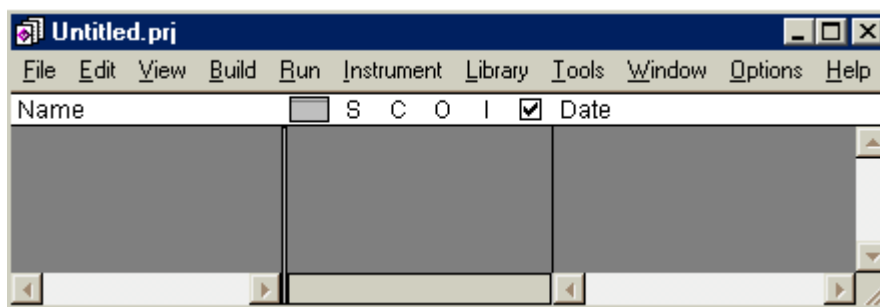 Untitled.prj
File Edit View Build Run Instrument Library Tools Window Options Help
Name S C O I Date